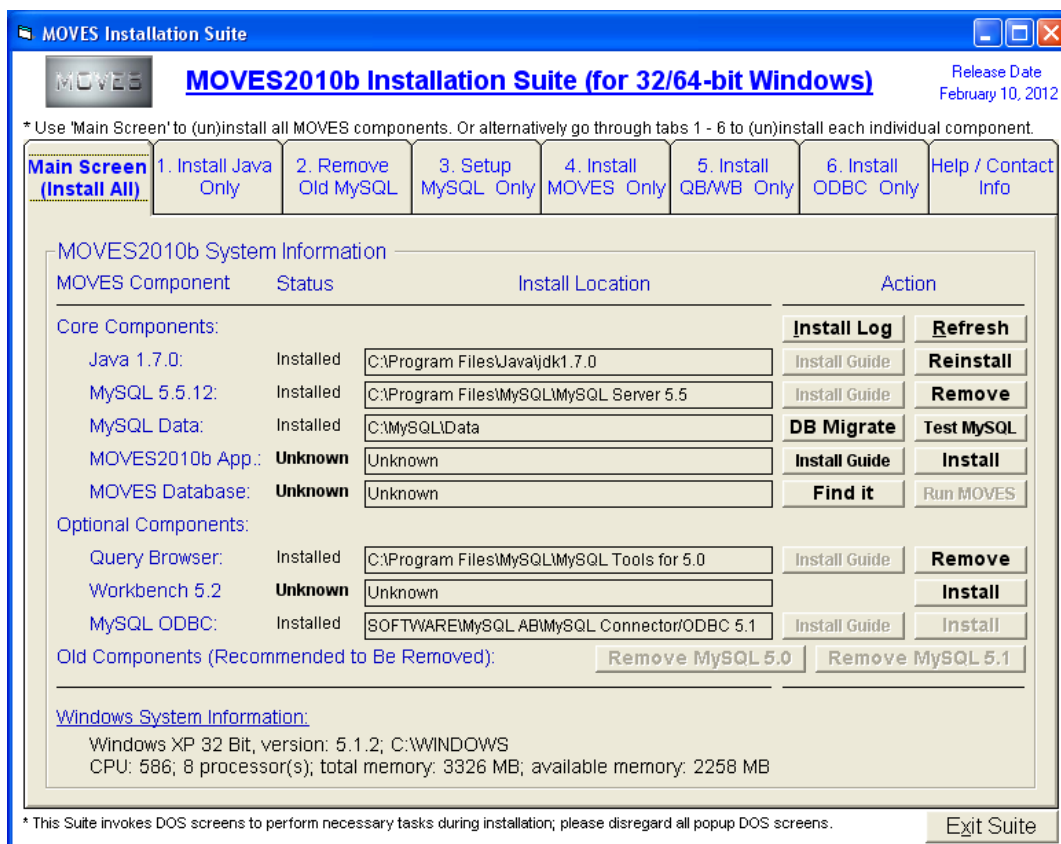 MOVES Installation Suite
MOVES
MOVES2010b Installation Suite (for 32/64-bit Windows)
Release Date
February 10, 2012
* Use 'Main Screen' to (un)install all MOVES components. Or alternatively go through tabs 1 - 6 to (un)install each individual component.
Main Screen (Install All)
1. Install Java Only
2. Remove Old MySQL
3. Setup MySQL Only
4. Install MOVES Only
5. Install QB/WB Only
6. Install ODBC Only
Help / Contact Info
MOVES2010b System Information
MOVES Component Status Install Location Action
Core Components: Install Log Refresh
Java 1.7.0: Installed C:\Program Files\Java\jdk1.7.0 Install Guide Reinstall
MySQL 5.5.12: Installed C:\Program Files\MySQL\MySQL Server 5.5 Install Guide Remove
MySQL Data: Installed C:\MySQL\Data DB Migrate Test MySQL
MOVES2010b App.: Unknown Unknown Install Guide Install
MOVES Database: Unknown Unknown Find it Run MOVES
Optional Components:
Query Browser: Installed C:\Program Files\MySQL\MySQL Tools for 5.0 Install Guide Remove
Workbench 5.2 Unknown Unknown Install
MySQL ODBC: Installed SOFTWARE\MySQL AB\MySQL Connector/ODBC 5.1 Install Guide Install
Old Components (Recommended to Be Removed): Remove MySQL 5.0 Remove MySQL 5.1
Windows System Information:
Windows XP 32 Bit, version: 5.1.2; C:\WINDOWS
CPU: 586; 8 processor(s); total memory: 3326 MB; available memory: 2258 MB
* This Suite invokes DOS screens to perform necessary tasks during installation; please disregard all popup DOS screens.
Exit Suite